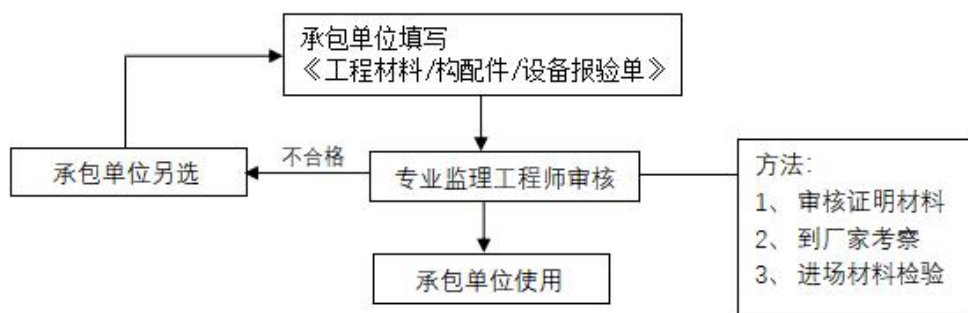 承包单位填写
《工程材料/构配件/设备报验单》
不合格
承包单位另选
专业监理工程师审核
方法:
1、 审核证明材料
2、 到厂家考察
3、 进场材料检验
承包单位使用